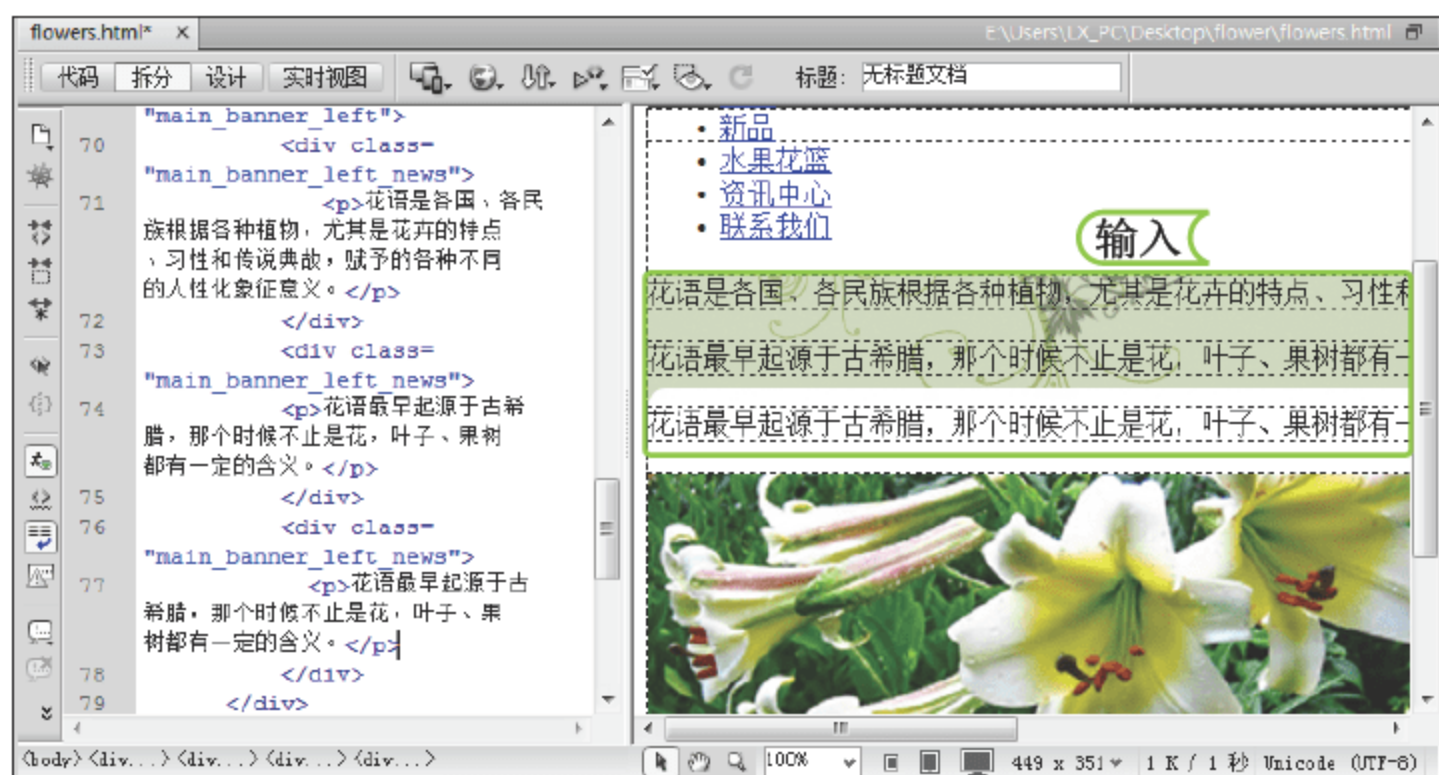 flowers.html* ×
E:\Users\LX_PC\Desktop\flower\flowers.html
代码 拆分 设计 实时视图 标题: 无标题文档
"main_banner_left">
70 <div class=
"main_banner_left_news">
71 <p>花语是各国、各民
族根据各种植物，尤其是花卉的特点
、习性和传说典故，赋予的各种不同
的人性化象征意义。</p>
72 </div>
73 <div class=
"main_banner_left_news">
74 <p>花语最早起源于古希
腊，那个时候不止是花，叶子、果树
都有一定的含义。</p>
75 </div>
76 <div class=
"main_banner_left_news">
77 <p>花语最早起源于古
希腊，那个时候不止是花，叶子、果
树都有一定的含义。</p>
78 </div>
79 </div>
• 新品
• 水果花篮
• 资讯中心
• 联系我们
输入
花语是各国、各民族根据各种植物，尤其是花卉的特点、习性和
花语最早起源于古希腊，那个时候不止是花，叶子、果树都有一
花语最早起源于古希腊，那个时候不止是花，叶子、果树都有一
<body> <div...> <div...> <div...> <div...>
100% 449 x 351 1 K / 1 秒 Unicode (UTF-8)